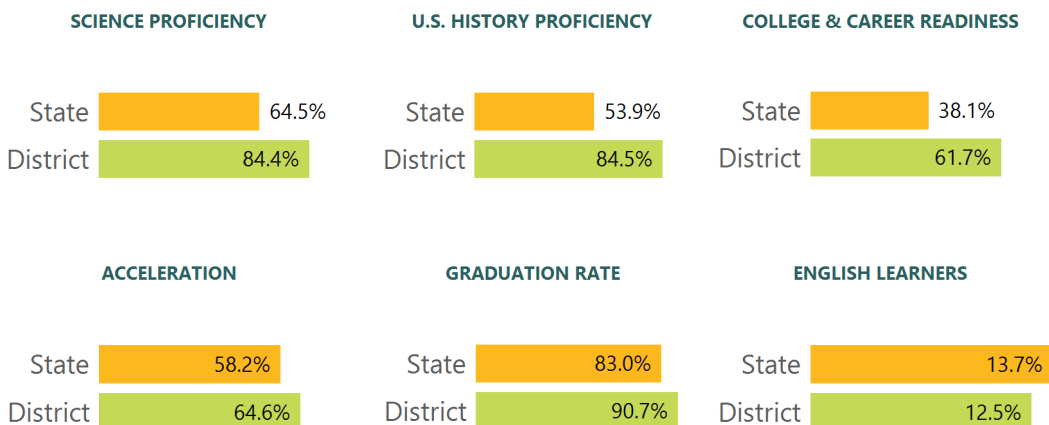 SCIENCE PROFICIENCY
State 64.5%
District 84.4%
U.S. HISTORY PROFICIENCY
State 53.9%
District 84.5%
COLLEGE & CAREER READINESS
State 38.1%
District 61.7%
ACCELERATION
State 58.2%
District 64.6%
GRADUATION RATE
State 83.0%
District 90.7%
ENGLISH LEARNERS
State 13.7%
District 12.5%